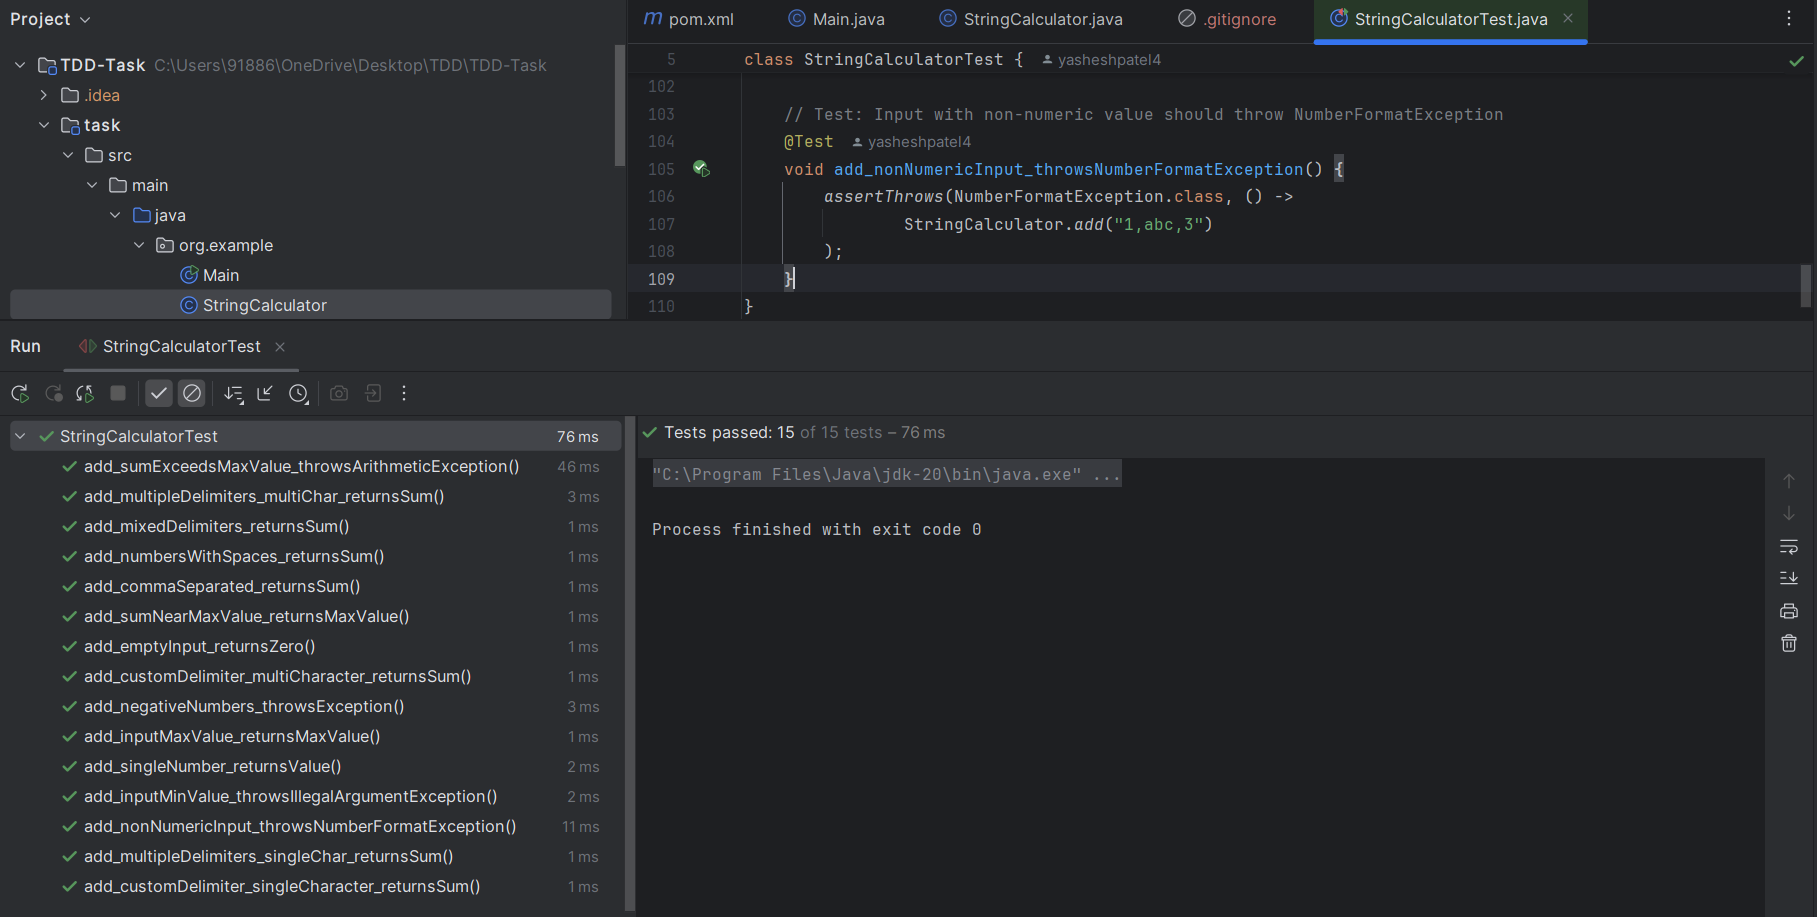 Project
TDD-Task C:\Users\91886\OneDrive\Desktop\TDD\TDD-Task
.idea
task
src
main
java
org.example
Main
StringCalculator
pom.xml Main.java StringCalculator.java .gitignore StringCalculatorTest.java
5 class StringCalculatorTest { yasheshpatel4
102
103 // Test: Input with non-numeric value should throw NumberFormatException
104 @Test yasheshpatel4
105 void add_nonNumericInput_throwsNumberFormatException() {
106 assertThrows(NumberFormatException.class, () ->
107 StringCalculator.add("1,abc,3")
108 );
109 }
110 }
Run StringCalculatorTest
StringCalculatorTest 76 ms
add_sumExceedsMaxValue_throwsArithmeticException() 46 ms
add_multipleDelimiters_multiChar_returnsSum() 3 ms
add_mixedDelimiters_returnsSum() 1 ms
add_numbersWithSpaces_returnsSum() 1 ms
add_commaSeparated_returnsSum() 1 ms
add_sumNearMaxValue_returnsMaxValue() 1 ms
add_emptyInput_returnsZero() 1 ms
add_customDelimiter_multiCharacter_returnsSum() 1 ms
add_negativeNumbers_throwsException() 3 ms
add_inputMaxValue_returnsMaxValue() 1 ms
add_singleNumber_returnsValue() 2 ms
add_inputMinValue_throwsIllegalArgumentException() 2 ms
add_nonNumericInput_throwsNumberFormatException() 11 ms
add_multipleDelimiters_singleChar_returnsSum() 1 ms
add_customDelimiter_singleCharacter_returnsSum() 1 ms
Tests passed: 15 of 15 tests – 76 ms
"C:\Program Files\Java\jdk-20\bin\java.exe" ...
Process finished with exit code 0